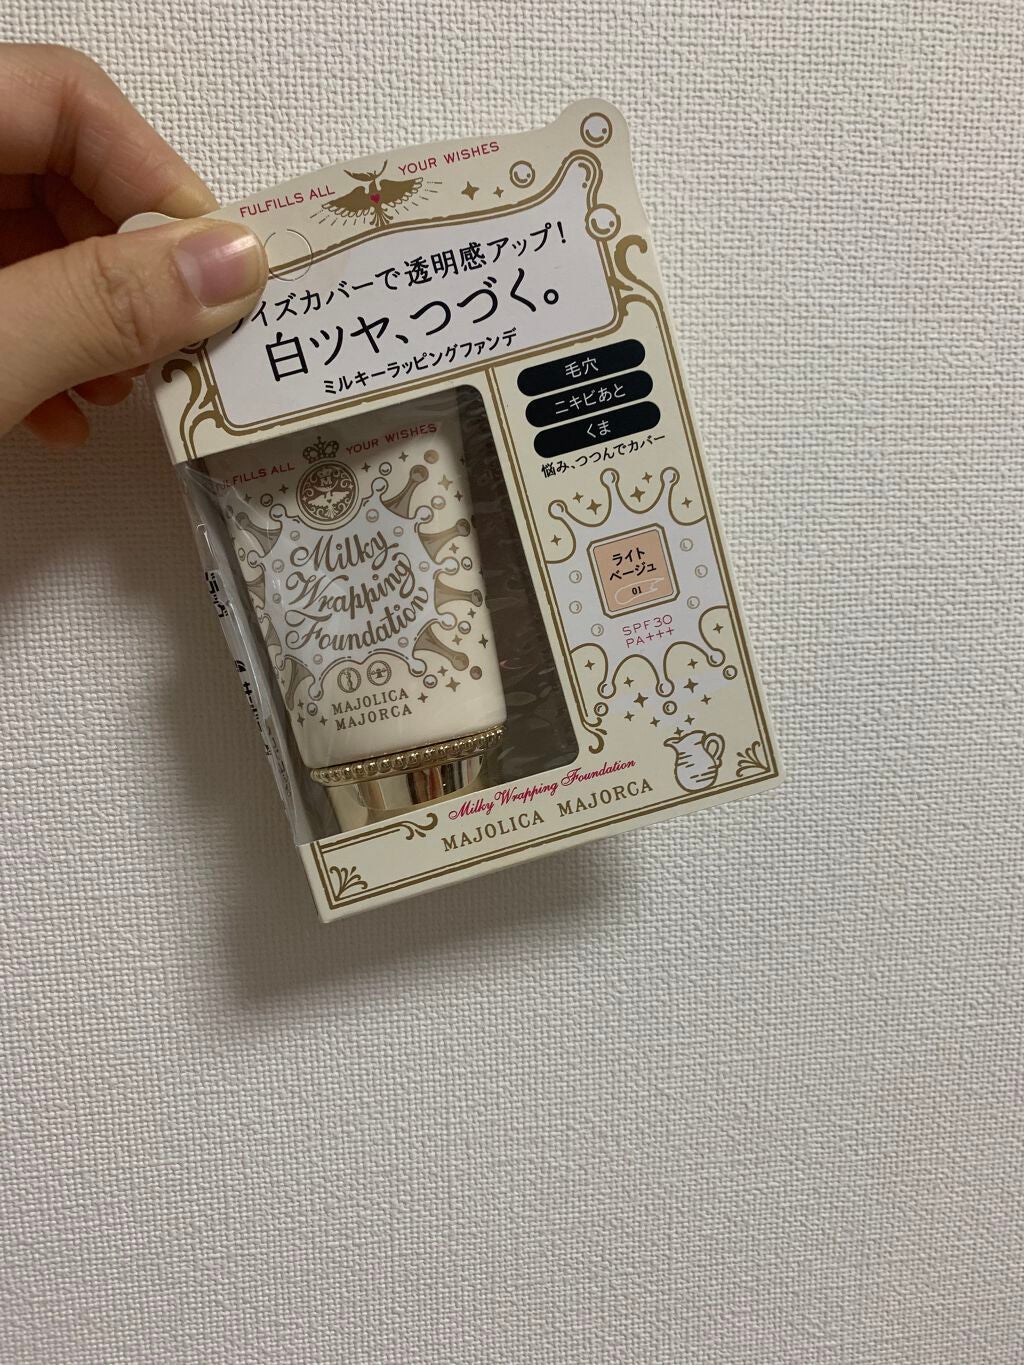 FULFILLS ALL YOUR WISHES
イズカバーで透明感アップ!
白ツヤ、つづく。
ミルキーラッピングファンデ
毛穴
ニキビあと
くま
悩み、つつんでカバー
FULFILLS ALL YOUR WISHES
M
Milky
Wrapping
Foundation
MAJOLICA
MAJORCA
ライト
ベージュ
01
SPF30
PA+++
Milky Wrapping Foundation
MAJOLICA MAJORCA